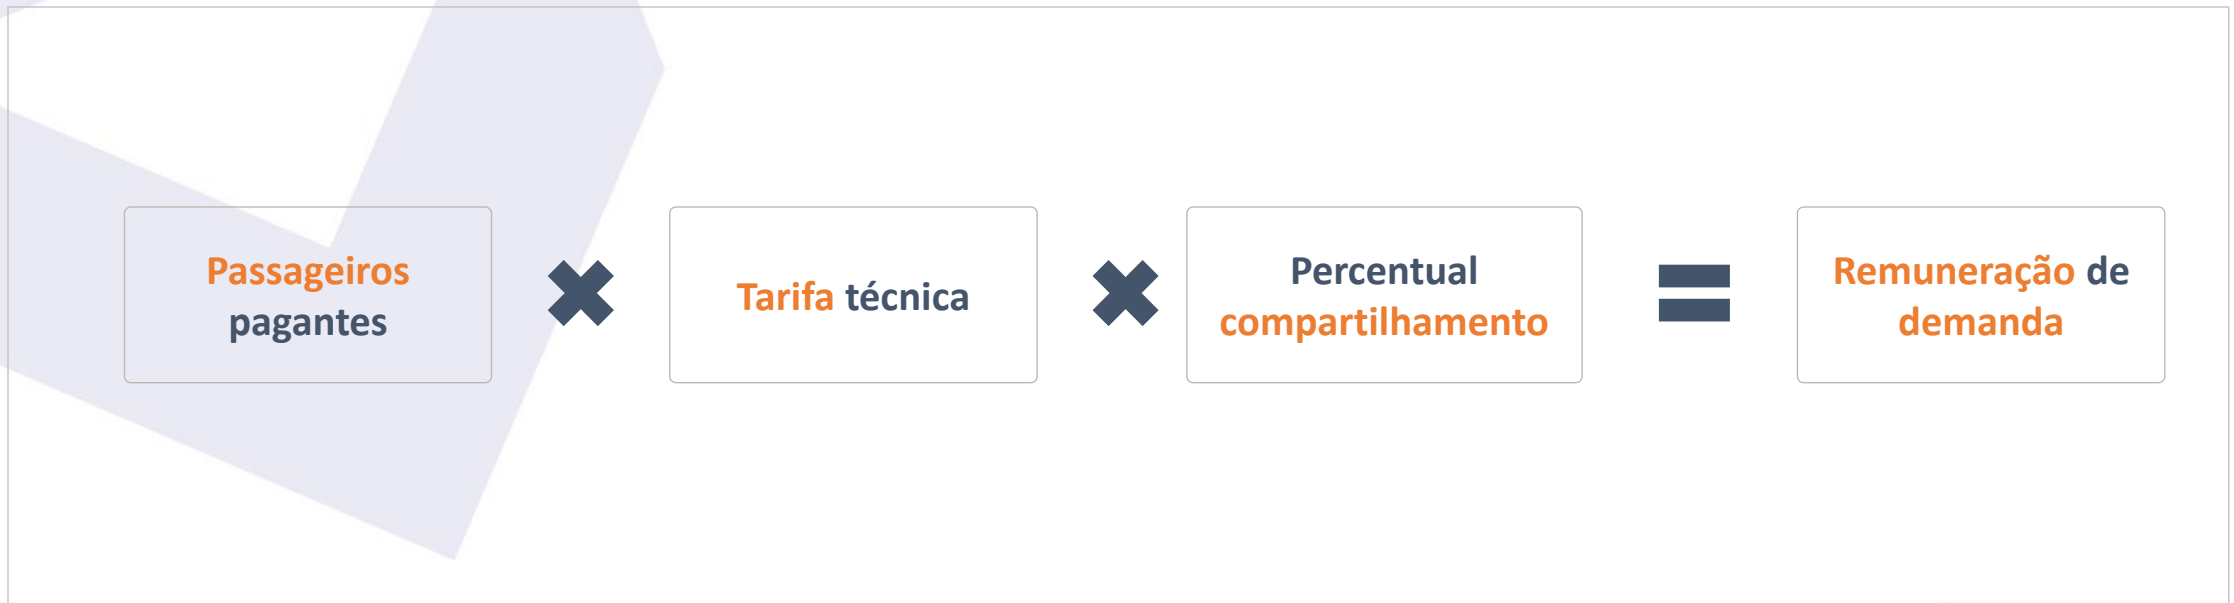 Passageiros
pagantes
Tarifa técnica
Percentual
compartilhamento
Remuneração de
demanda